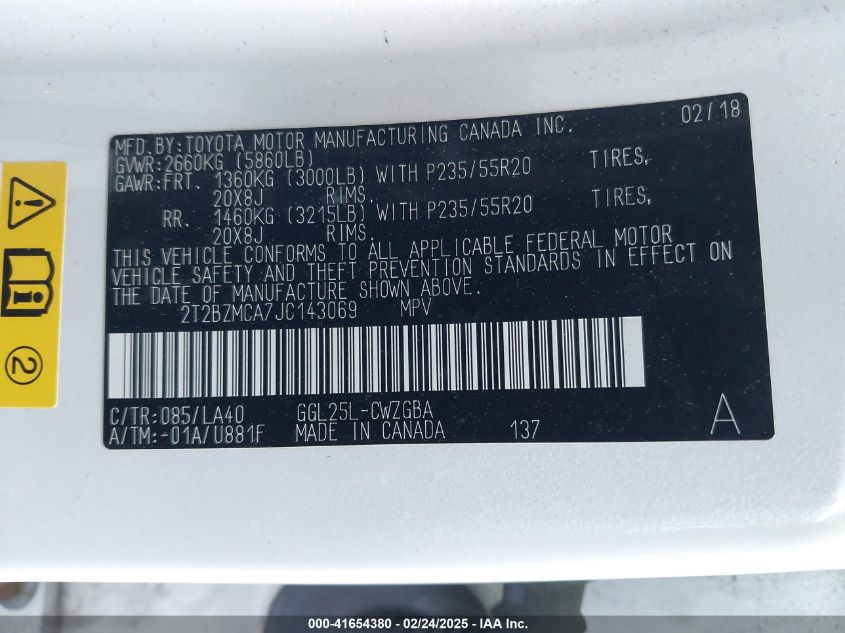 MFD.BY:TOYOTA MOTOR MANUFACTURING CANADA INC. 02/18
GVWR:2660KG (5860LB)
GAWR:FRT. 1360KG (3000LB) WITH P235/55R20 TIRES,
20X8J RIMS.
RR. 1460KG (3215LB) WITH P235/55R20 TIRES,
20X8J RIMS.
THIS VEHICLE CONFORMS TO ALL APPLICABLE FEDERAL MOTOR
VEHICLE SAFETY AND THEFT PREVENTION STANDARDS IN EFFECT ON
THE DATE OF MANUFACTURE SHOWN ABOVE.
2T2BZMCA7JC143069 MPV
C/TR:085/LA40 GGL25L-CWZGBA
A/TM:-01A/U881F MADE IN CANADA 137 A
2
000-41654380 - 02/24/2025 - IAA Inc.